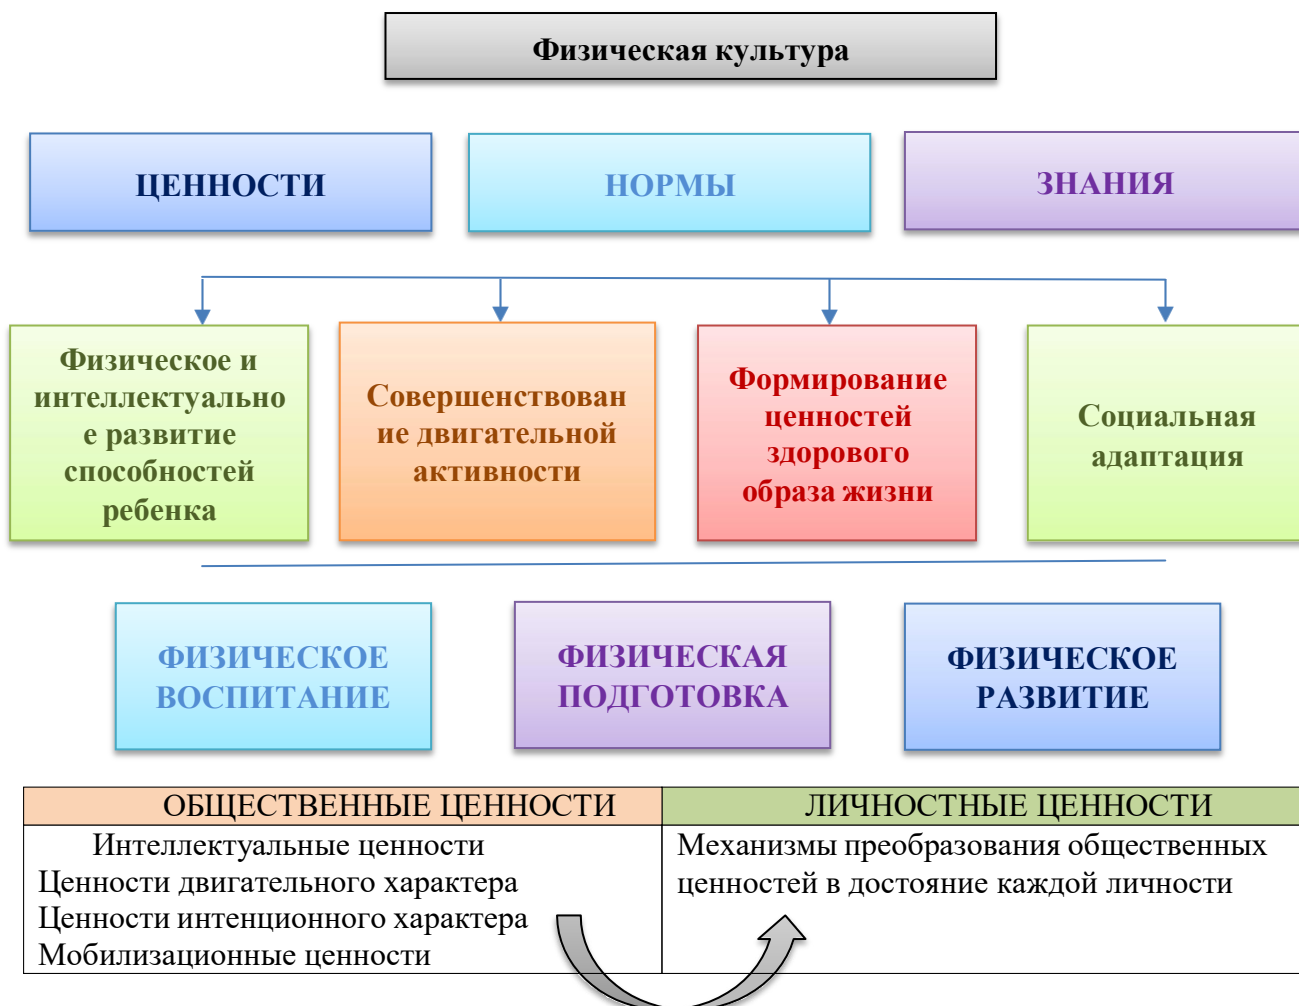 Физическая культура
ЦЕННОСТИ
НОРМЫ
ЗНАНИЯ
Физическое и
интеллектуально
е развитие
способностей
ребенка
Совершенствован
ие двигательной
активности
Формирование
ценностей
здорового
образа жизни
Социальная
адаптация
ФИЗИЧЕСКОЕ
ВОСПИТАНИЕ
ФИЗИЧЕСКАЯ
ПОДГОТОВКА
ФИЗИЧЕСКОЕ
РАЗВИТИЕ
ОБЩЕСТВЕННЫЕ ЦЕННОСТИ
ЛИЧНОСТНЫЕ ЦЕННОСТИ
Интеллектуальные ценности
Ценности двигательного характера
Ценности интенционного характера
Мобилизационные ценности
Механизмы преобразования общественных
ценностей в достояние каждой личности